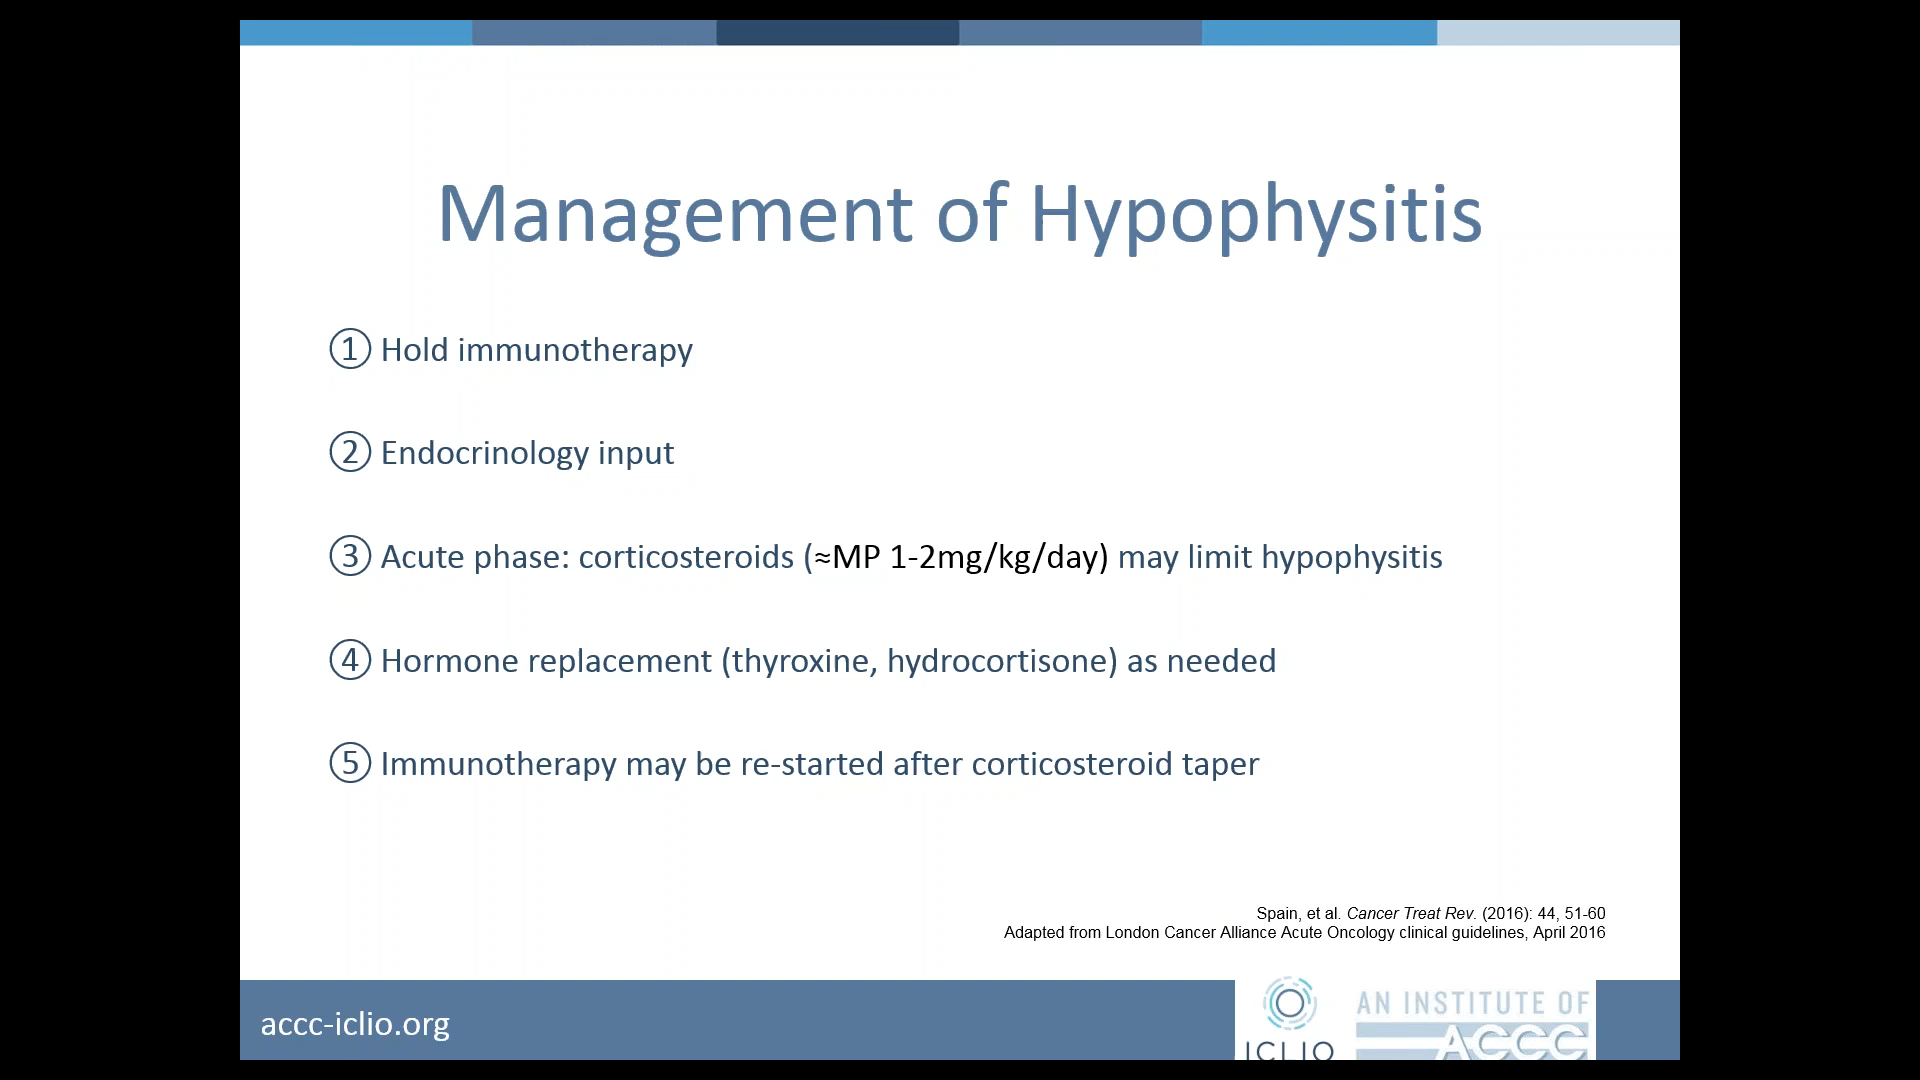 Management of Hypophysitis
① Hold immunotherapy
② Endocrinology input
③ Acute phase: corticosteroids (≈MP 1-2mg/kg/day) may limit hypophysitis
④ Hormone replacement (thyroxine, hydrocortisone) as needed
⑤ Immunotherapy may be re-started after corticosteroid taper
Spain, et al. Cancer Treat Rev. (2016): 44, 51-60
Adapted from London Cancer Alliance Acute Oncology clinical guidelines, April 2016
accc-iclio.org
ICLIO
AN INSTITUTE OF
ACCC